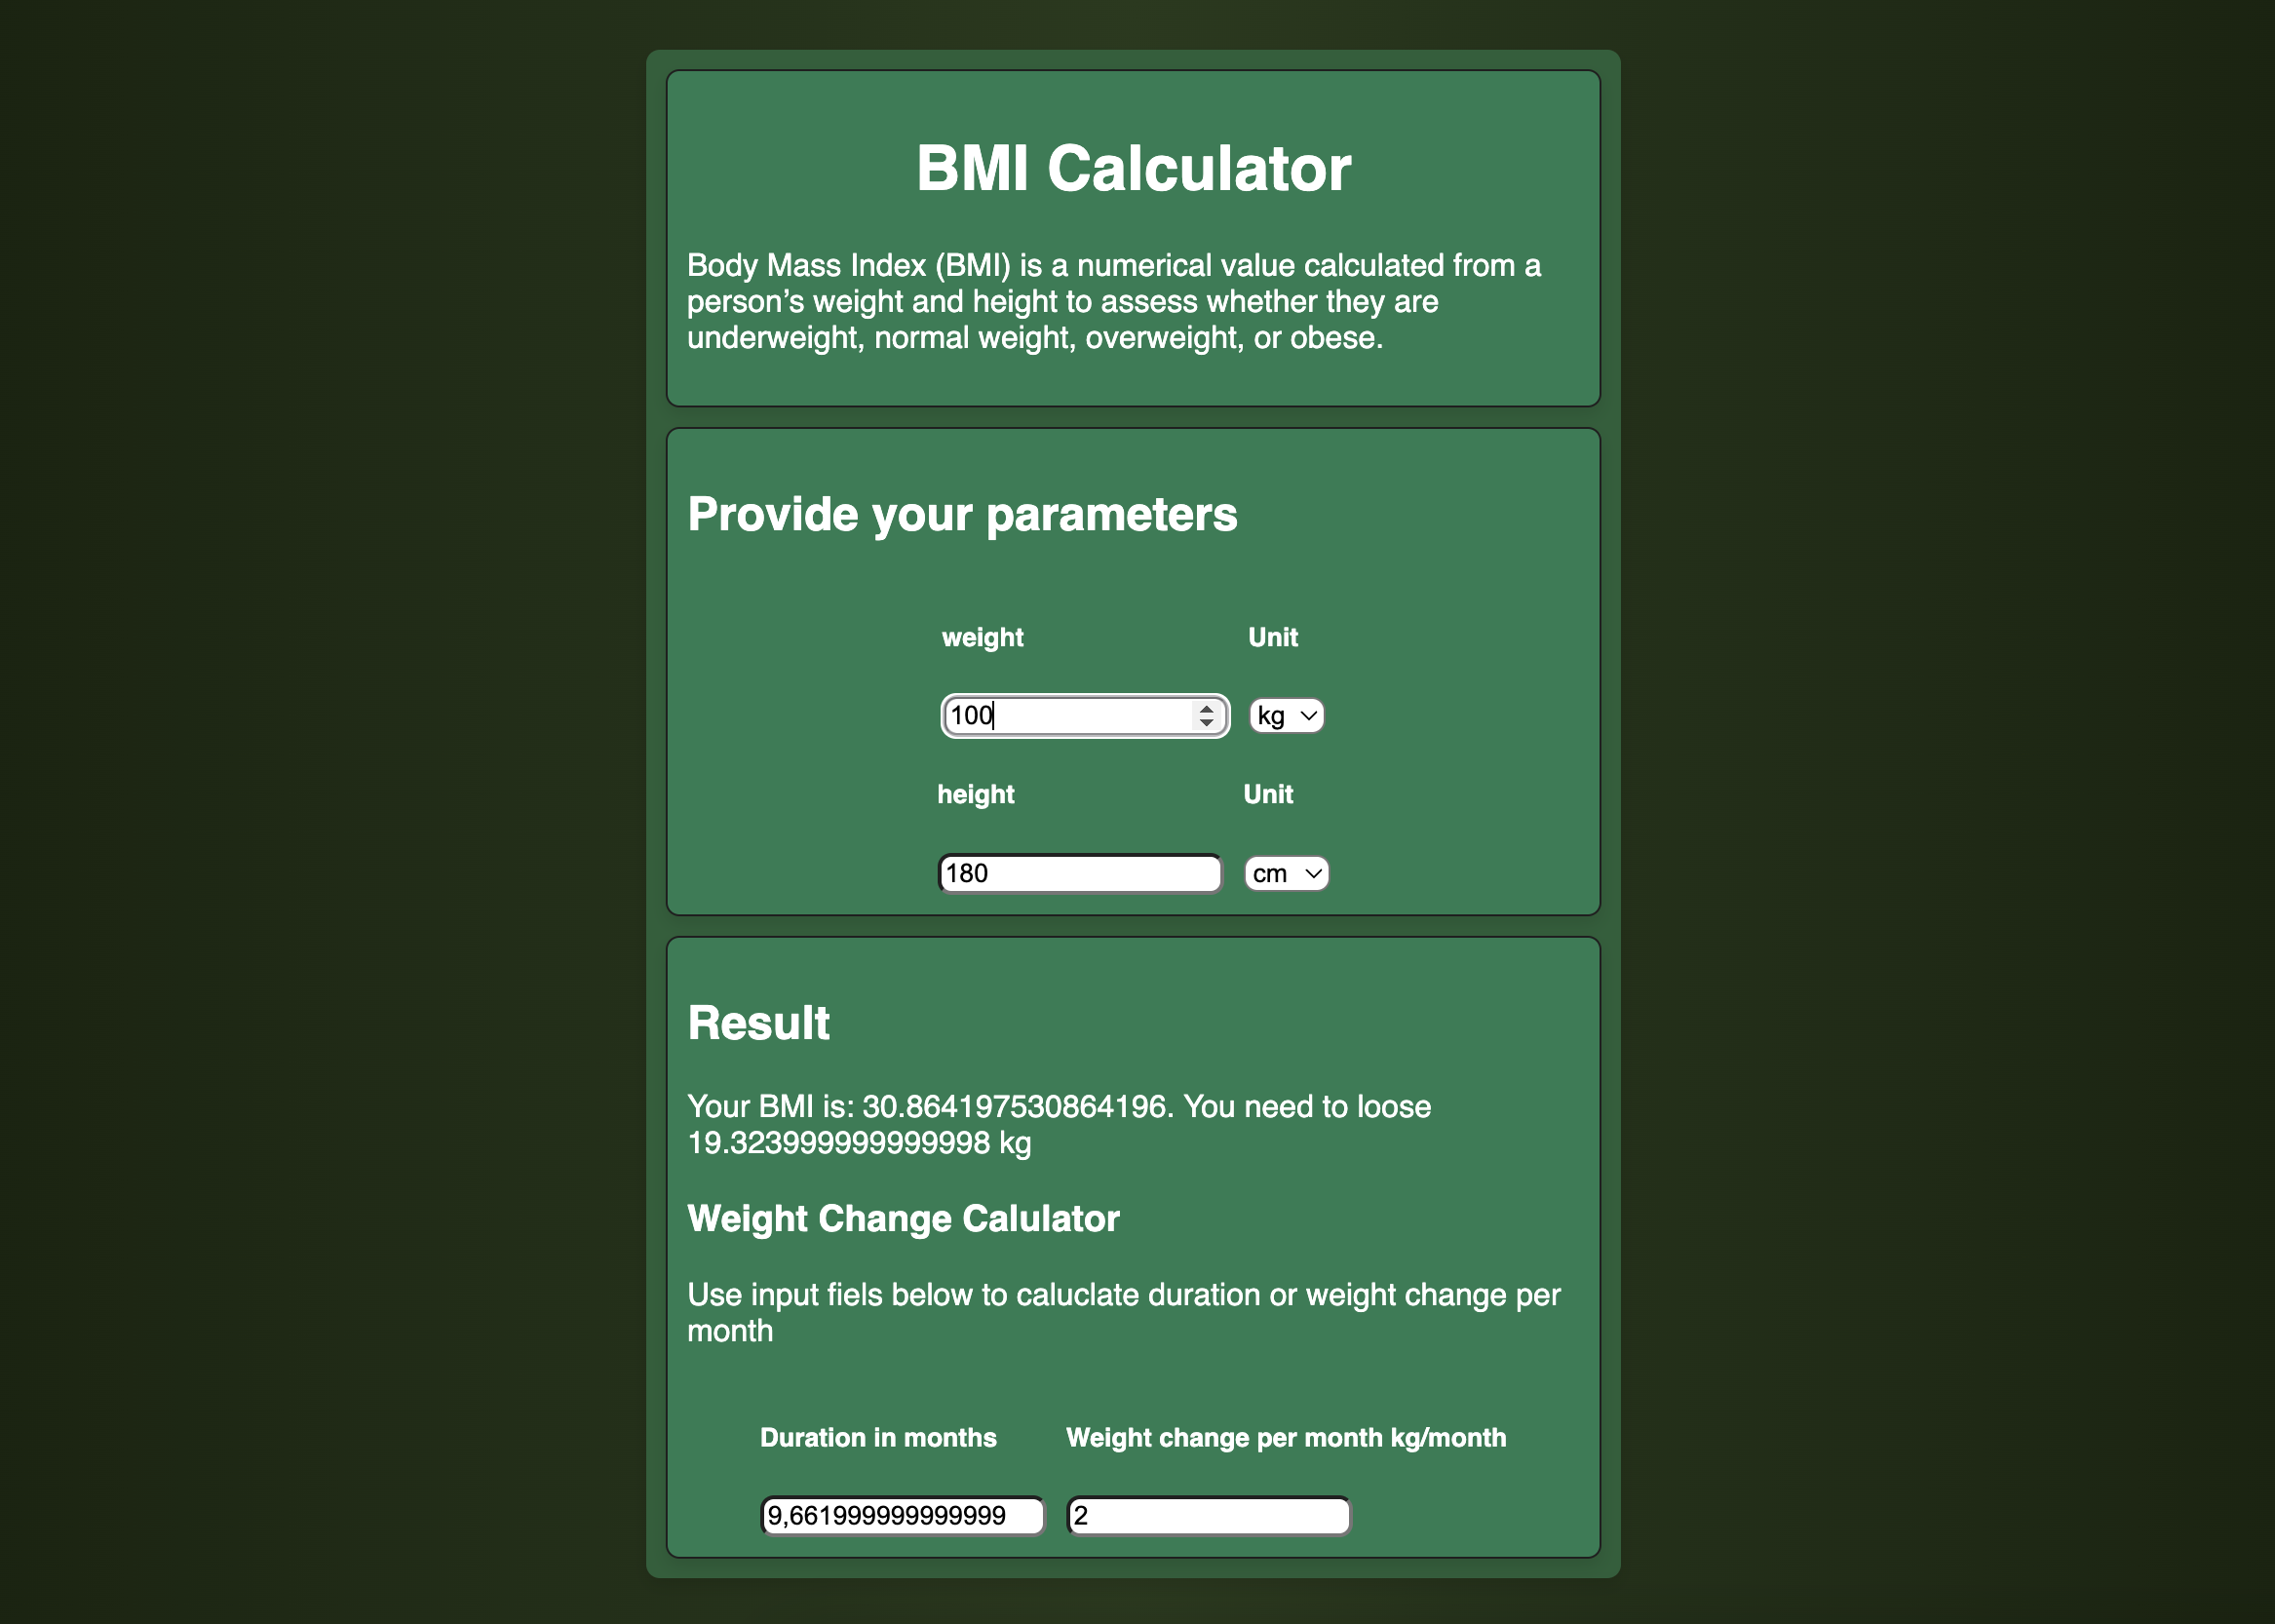 BMI Calculator
Body Mass Index (BMI) is a numerical value calculated from a
person’s weight and height to assess whether they are
underweight, normal weight, overweight, or obese.
Provide your parameters
weight Unit
100 kg
height Unit
180 cm
Result
Your BMI is: 30.864197530864196. You need to loose
19.323999999999998 kg
Weight Change Calulator
Use input fiels below to caluclate duration or weight change per
month
Duration in months Weight change per month kg/month
9,661999999999999 2